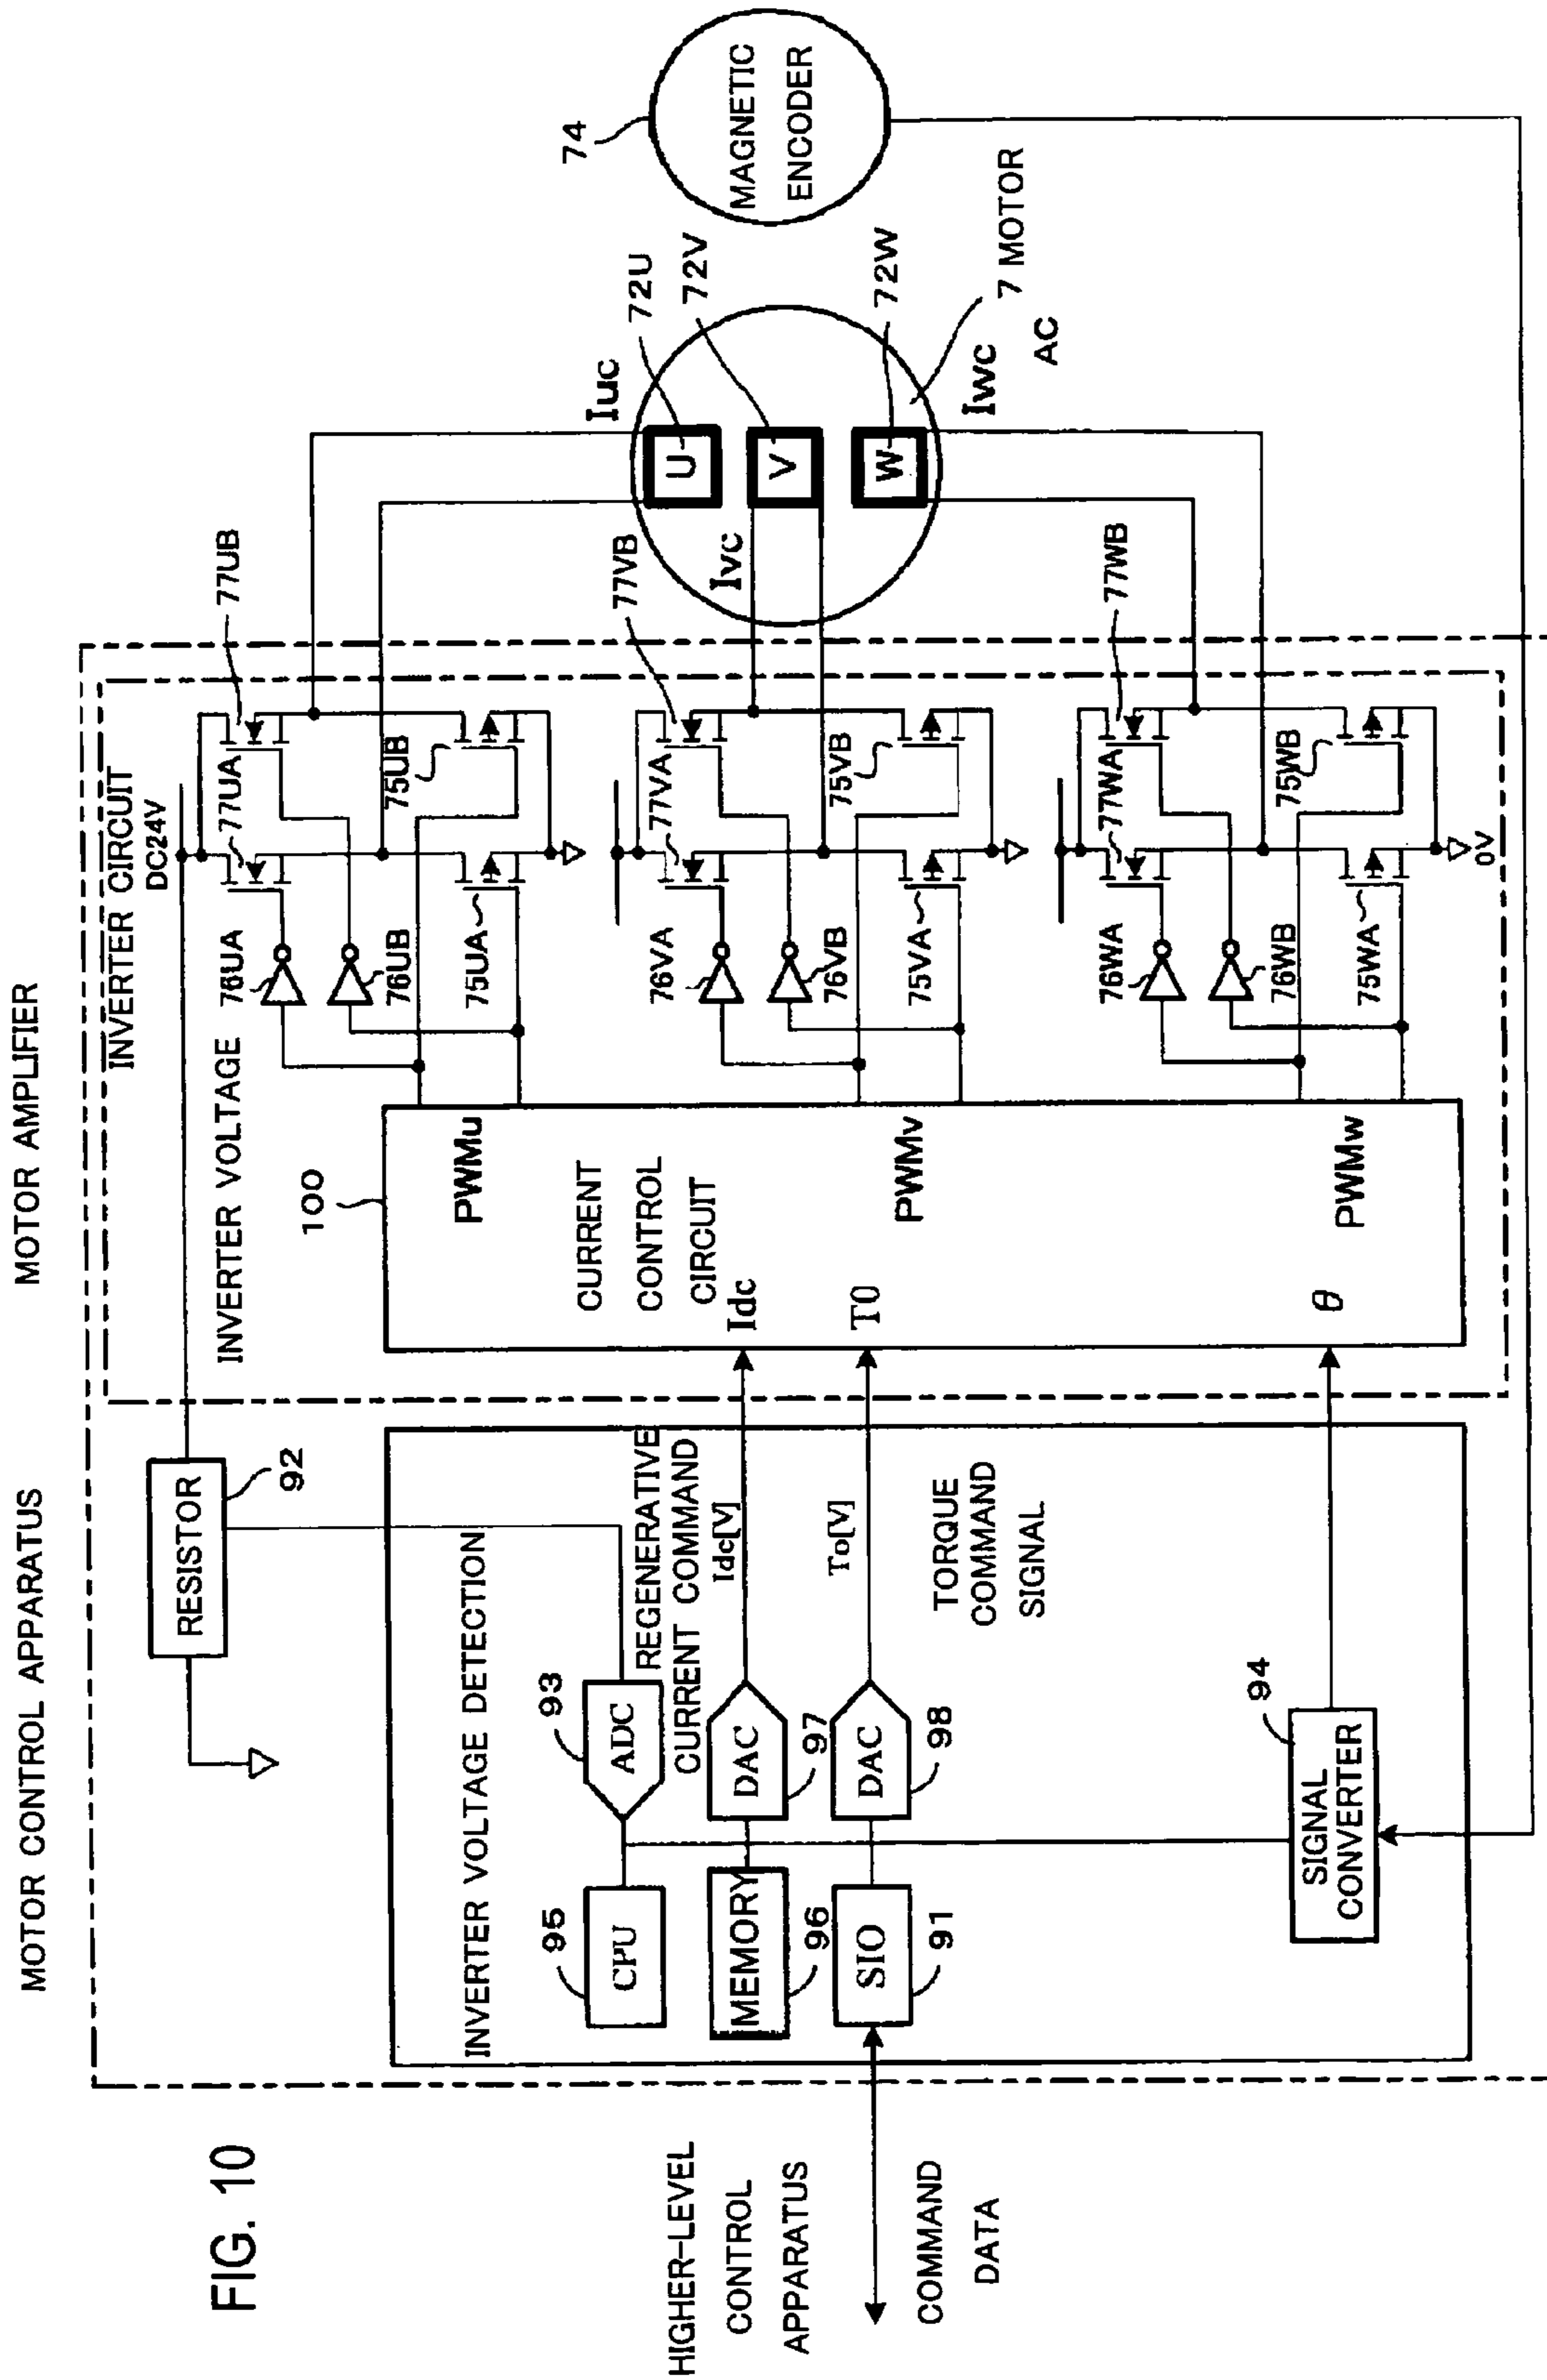 FIG. 10
MOTOR CONTROL APPARATUS
MOTOR AMPLIFIER
INVERTER CIRCUIT
DC24V
RESISTOR
92
INVERTER VOLTAGE
INVERTER VOLTAGE DETECTION
HIGHER-LEVEL
CONTROL
APPARATUS
COMMAND
DATA
95
CPU
93
ADC
REGENERATIVE
CURRENT COMMAND
Idc[V]
MEMORY
96
DAC
97
SIO
91
DAC
98
To[V]
TORQUE
COMMAND
SIGNAL
94
SIGNAL
CONVERTER
100
CURRENT
CONTROL
CIRCUIT
Idc
T0
θ
PWMu
PWMv
PWMw
76UA
76UB
77UA
77UB
75UA
75UB
76VA
76VB
77VA
77VB
75VA
75VB
76WA
76WB
77WA
77WB
75WA
75WB
0V
Iuc
Ivc
Iwc
72U
72V
72W
U
V
W
7 MOTOR
AC
74
MAGNETIC
ENCODER